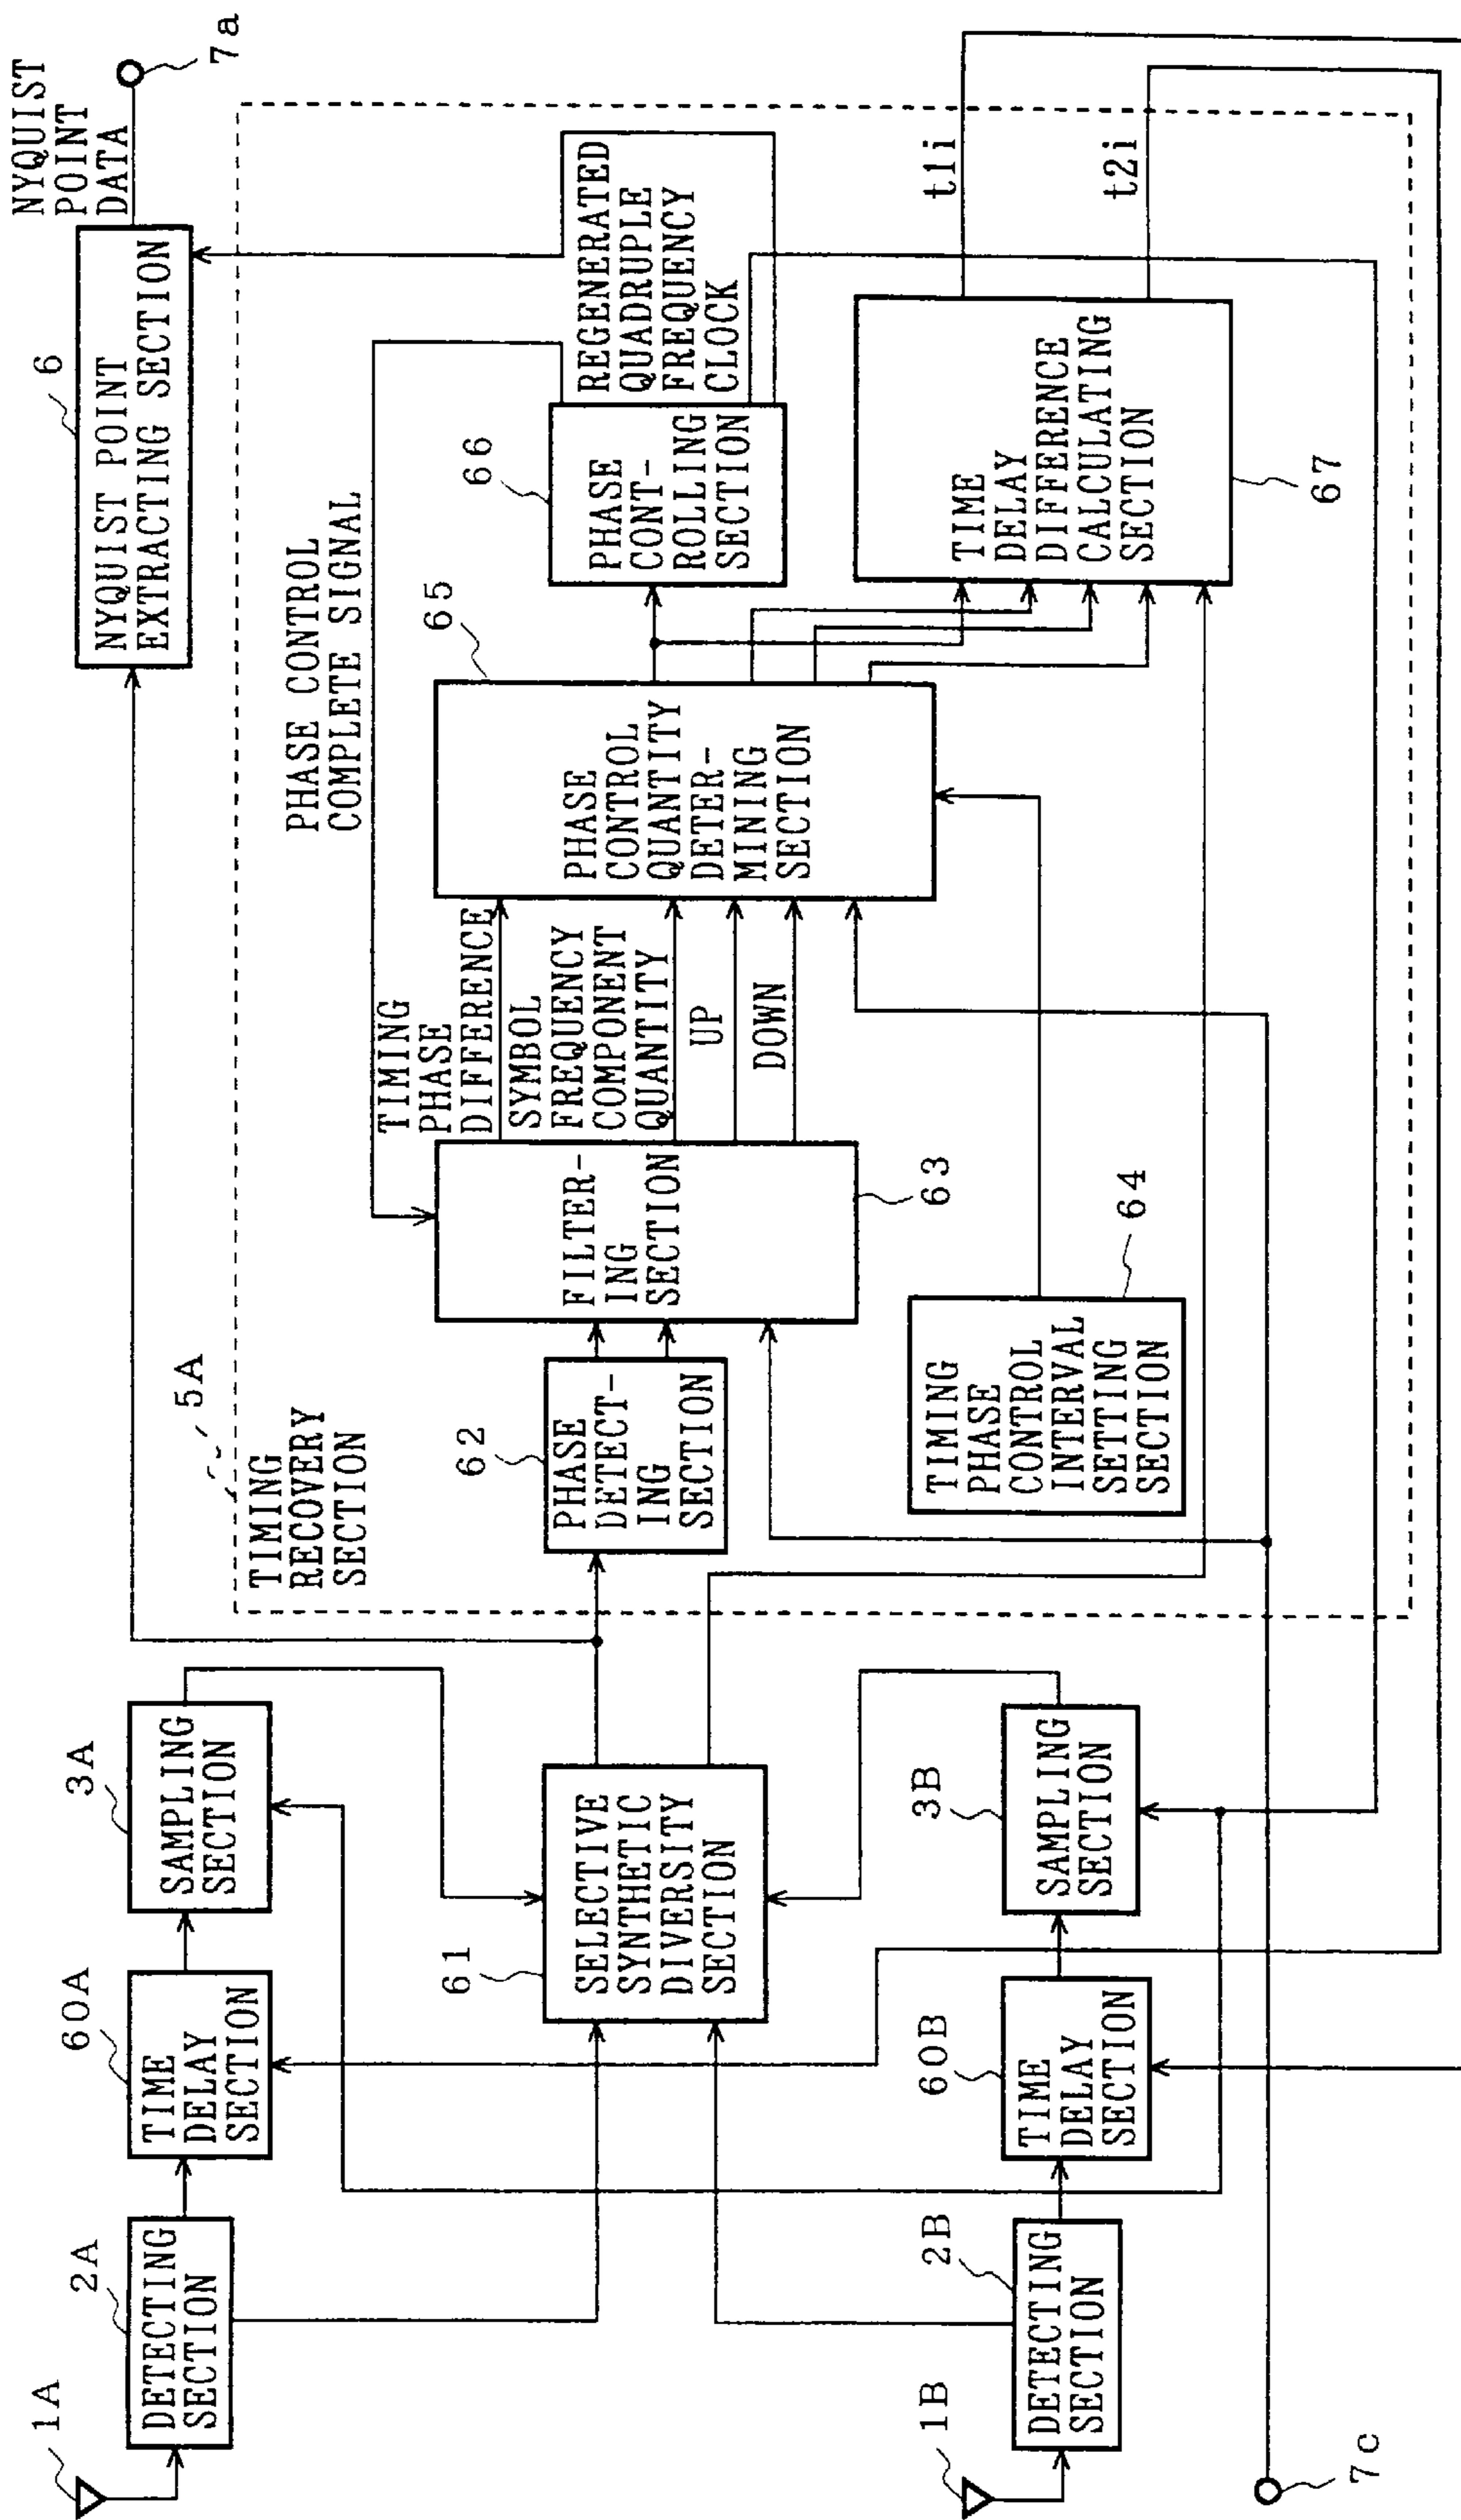 1A
2A
DETECTING
SECTION
60A
TIME
DELAY
SECTION
3A
SAMPLING
SECTION
6
NYQUIST POINT
EXTRACTING SECTION
NYQUIST
POINT
DATA
7a
5A
TIMING
RECOVERY
SECTION
61
SELECTIVE
SYNTHETIC
DIVERSITY
SECTION
62
PHASE
DETECT-
ING
SECTION
FILTER-
ING
SECTION
63
TIMING
PHASE
DIFFERENCE
SYMBOL
FREQUENCY
COMPONENT
QUANTITY
UP
DOWN
PHASE CONTROL
COMPLETE SIGNAL
65
PHASE
CONTROL
QUANTITY
DETER-
MINING
SECTION
66
PHASE
CONT-
ROLLING
SECTION
REGENERATED
QUADRUPLE
FREQUENCY
CLOCK
TIMING
PHASE
CONTROL
INTERVAL
SETTING
SECTION
64
TIME
DELAY
DIFFERENCE
CALCULATING
SECTION
67
t1i
t2i
1B
2B
DETECTING
SECTION
60B
TIME
DELAY
SECTION
3B
SAMPLING
SECTION
7c